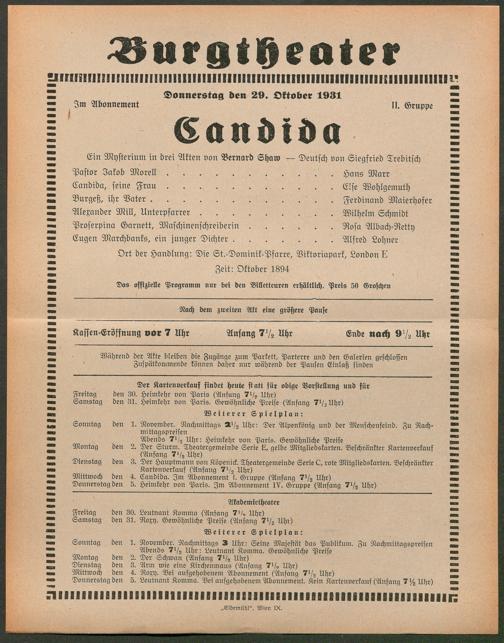 Burgtheater
Donnerstag den 29. Oktober 1931
Im Abonnement II. Gruppe
Candida
Ein Mysterium in drei Akten von Bernard Shaw — Deutsch von Siegfried Trebitsch
Pastor Jakob Morell . . . . . . . . . . Hans Marr
Candida, seine Frau . . . . . . . . . . Else Wohlgemuth
Burgeß, ihr Vater . . . . . . . . . . Ferdinand Maierhofer
Alexander Mill, Unterpfarrer . . . . . . . . Wilhelm Schmidt
Proserpina Garnett, Maschinenschreiberin . . . . . . Rosa Albach-Retty
Eugen Marchbanks, ein junger Dichter . . . . . . . Alfred Lohner
Ort der Handlung: Die St.-Dominik-Pfarre, Viktoriapark, London E
Zeit: Oktober 1894
Das offizielle Programm nur bei den Billetteuren erhältlich. Preis 50 Groschen
Nach dem zweiten Akt eine größere Pause
Kassen-Eröffnung vor 7 Uhr Anfang 7½ Uhr Ende nach 9½ Uhr
Während der Akte bleiben die Zugänge zum Parkett, Parterre und den Galerien geschlossen
Zuspätkommende können daher nur während der Pausen Einlaß finden
Der Kartenverkauf findet heute statt für obige Vorstellung und für
Freitag den 30. Heimkehr von Paris (Anfang 7½ Uhr)
Samstag den 31. Heimkehr von Paris. Gewöhnliche Preise (Anfang 7½ Uhr)
Weiterer Spielplan:
Sonntag den 1. November. Nachmittags 2½ Uhr: Der Alpenkönig und der Menschenfeind. Zu Nach-
mittagspreisen
Abends 7½ Uhr: Heimkehr von Paris. Gewöhnliche Preise
Montag den 2. Der Sturm. Theatergemeinde Serie E, gelbe Mitgliedskarten. Beschränkter Kartenverkauf
(Anfang 7½ Uhr)
Dienstag den 3. Der Hauptmann von Köpenick. Theatergemeinde Serie C, rote Mitgliedskarten. Beschränkter
Kartenverkauf (Anfang 7½ Uhr)
Mittwoch den 4. Candida. Im Abonnement I. Gruppe (Anfang 7½ Uhr)
Donnerstag den 5. Heimkehr von Paris. Im Abonnement IV. Gruppe (Anfang 7½ Uhr)
Akademietheater
Freitag den 30. Leutnant Komma (Anfang 7½ Uhr)
Samstag den 31. Roxy. Gewöhnliche Preise (Anfang 7½ Uhr)
Weiterer Spielplan:
Sonntag den 1. November. Nachmittags 3 Uhr: Seine Majestät das Publikum. Zu Nachmittagspreisen
Abends 7½ Uhr: Leutnant Komma. Gewöhnliche Preise
Montag den 2. Der Schwan (Anfang 7½ Uhr)
Dienstag den 3. Arm wie eine Kirchenmaus (Anfang 7½ Uhr)
Mittwoch den 4. Roxy. Bei aufgehobenem Abonnement (Anfang 7½ Uhr)
Donnerstag den 5. Leutnant Komma. Bei aufgehobenem Abonnement. Kein Kartenverkauf (Anfang 7½ Uhr)
„Elbemühl“, Wien IX.